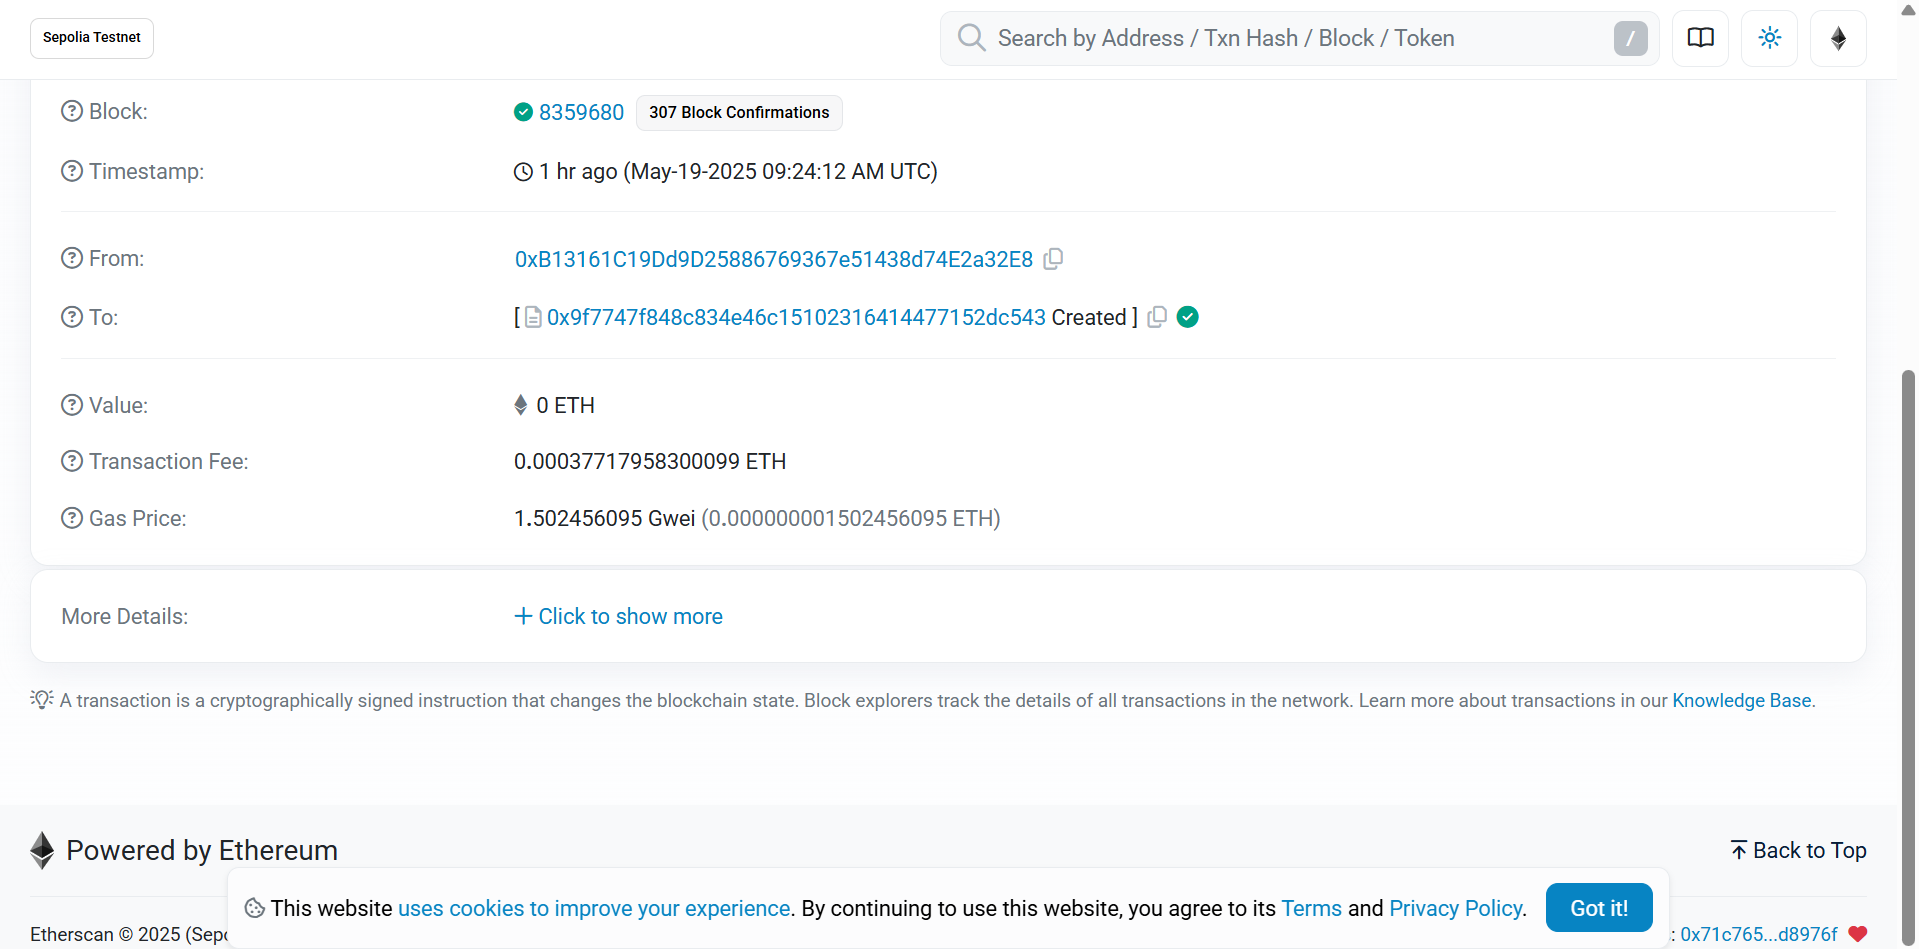 Sepolia Testnet
Search by Address / Txn Hash / Block / Token /
Block: 8359680 307 Block Confirmations
Timestamp: 1 hr ago (May-19-2025 09:24:12 AM UTC)
From: 0xB13161C19Dd9D25886769367e51438d74E2a32E8
To: [ 0x9f7747f848c834e46c15102316414477152dc543 Created ]
Value: 0 ETH
Transaction Fee: 0.00037717958300099 ETH
Gas Price: 1.502456095 Gwei (0.000000001502456095 ETH)
More Details: + Click to show more
A transaction is a cryptographically signed instruction that changes the blockchain state. Block explorers track the details of all transactions in the network. Learn more about transactions in our Knowledge Base.
Powered by Ethereum
Back to Top
This website uses cookies to improve your experience. By continuing to use this website, you agree to its Terms and Privacy Policy. Got it!
Etherscan © 2025 (Sepo : 0x71c765...d8976f